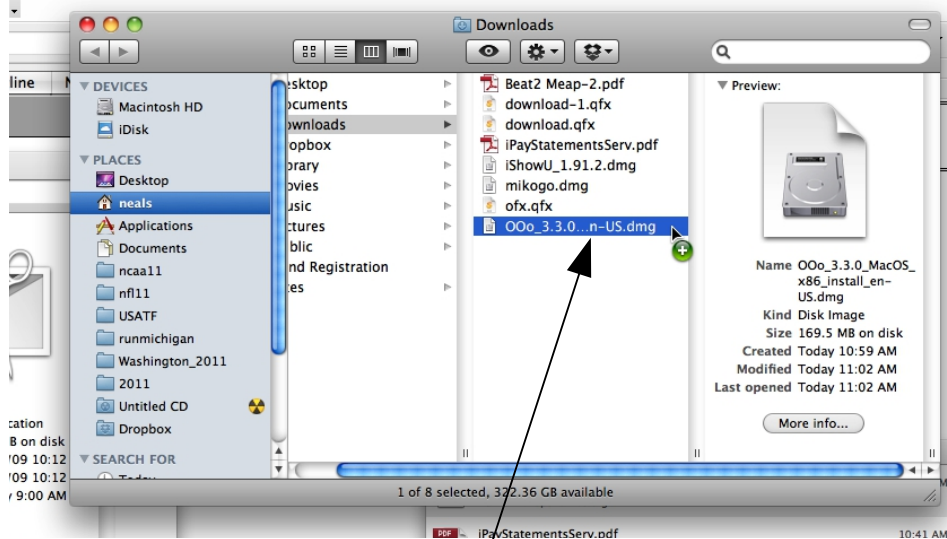 Downloads
line
DEVICES
Macintosh HD
iDisk
PLACES
Desktop
neals
Applications
Documents
ncaa11
nfl11
USATF
runmichigan
Washington_2011
2011
Untitled CD
Dropbox
SEARCH FOR
Today
esktop
ocuments
ownloads
opbox
brary
ovies
usic
ctures
blic
nd Registration
tes
Beat2 Meap-2.pdf
download-1.qfx
download.qfx
iPayStatementsServ.pdf
iShowU_1.91.2.dmg
mikogo.dmg
ofx.qfx
OOo_3.3.0...n-US.dmg
Preview:
Name OOo_3.3.0_MacOS_
x86_install_en-
US.dmg
Kind Disk Image
Size 169.5 MB on disk
Created Today 10:59 AM
Modified Today 11:02 AM
Last opened Today 11:02 AM
More info...
cation
B on disk
/09 10:12
/09 10:12
y 9:00 AM
1 of 8 selected, 322.36 GB available
PDF iPayStatementsServ.pdf 10:41 AM